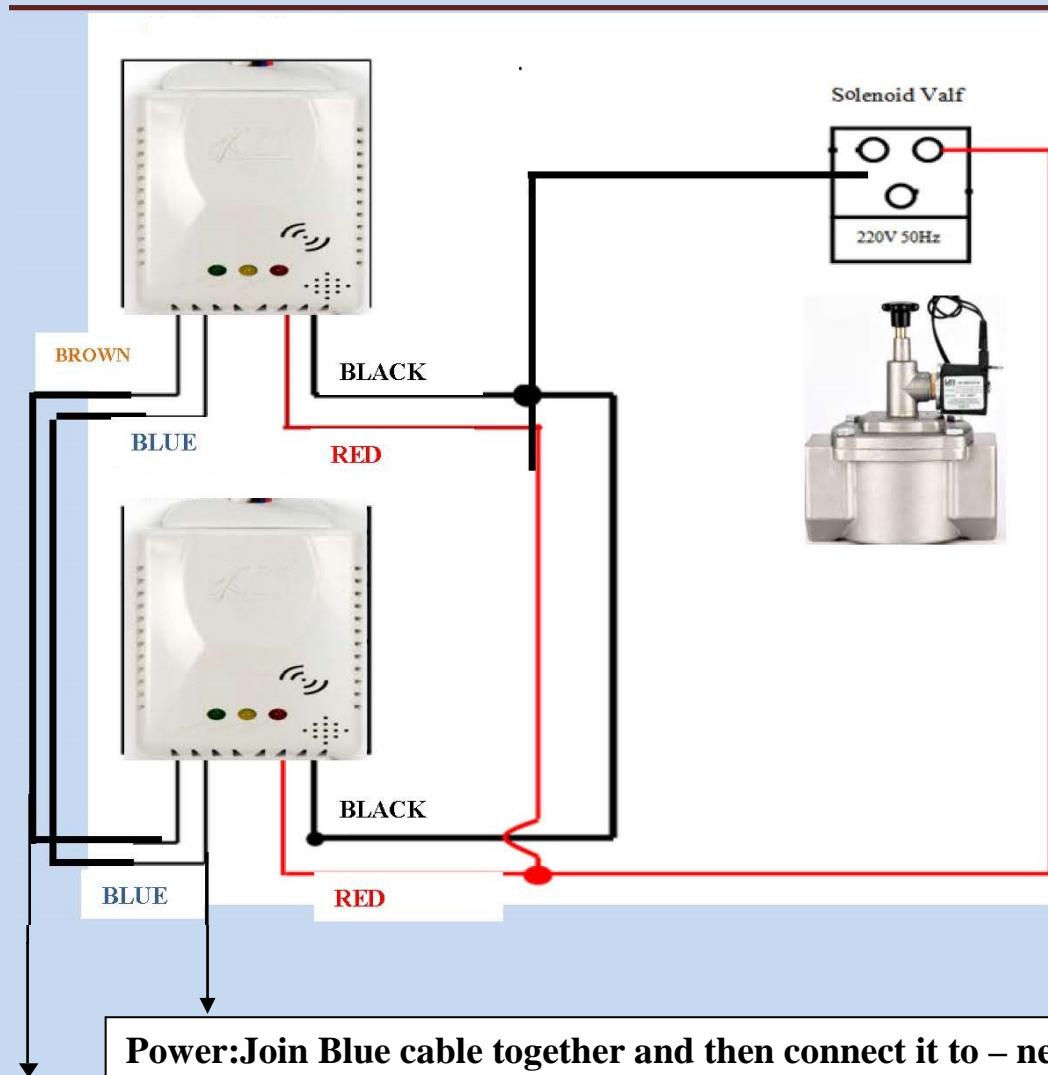 Solenoid Valf
220V 50Hz
BROWN
BLACK
BLUE
RED
BLACK
BLUE
RED
Power:Join Blue cable together and then connect it to – ne